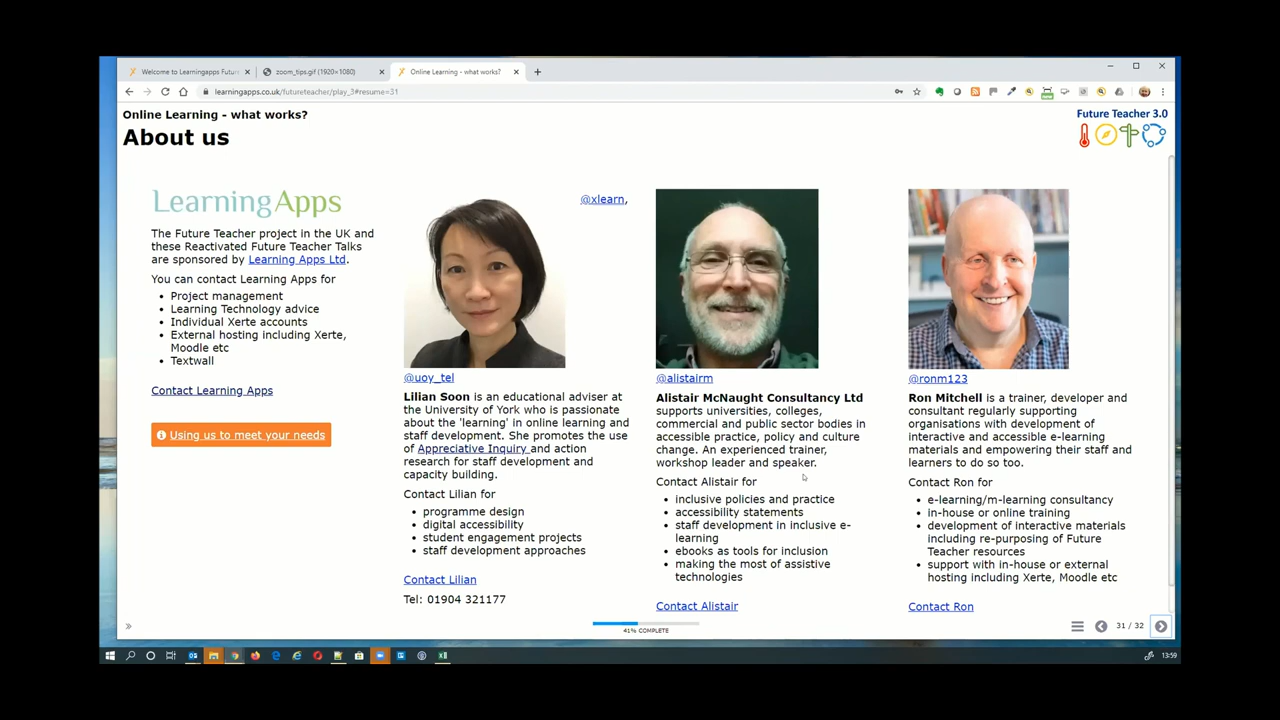 Welcome to Learningapps Futur
zoom_tips.gif (1920×1080)
Online Learning - what works?
learningapps.co.uk/futureteacher/play_3#resume=31
Online Learning - what works?
About us
Future Teacher 3.0
LearningApps
The Future Teacher project in the UK and
these Reactivated Future Teacher Talks
are sponsored by Learning Apps Ltd.
You can contact Learning Apps for
• Project management
• Learning Technology advice
• Individual Xerte accounts
• External hosting including Xerte,
Moodle etc
• Textwall
Contact Learning Apps
Using us to meet your needs
@xlearn,
@uoy_tel
Lilian Soon is an educational adviser at
the University of York who is passionate
about the 'learning' in online learning and
staff development. She promotes the use
of Appreciative Inquiry and action
research for staff development and
capacity building.
Contact Lilian for
• programme design
• digital accessibility
• student engagement projects
• staff development approaches
Contact Lilian
Tel: 01904 321177
@alistairm
Alistair McNaught Consultancy Ltd
supports universities, colleges,
commercial and public sector bodies in
accessible practice, policy and culture
change. An experienced trainer,
workshop leader and speaker.
Contact Alistair for
• inclusive policies and practice
• accessibility statements
• staff development in inclusive e-
learning
• ebooks as tools for inclusion
• making the most of assistive
technologies
Contact Alistair
@ronm123
Ron Mitchell is a trainer, developer and
consultant regularly supporting
organisations with development of
interactive and accessible e-learning
materials and empowering their staff and
learners to do so too.
Contact Ron for
• e-learning/m-learning consultancy
• in-house or online training
• development of interactive materials
including re-purposing of Future
Teacher resources
• support with in-house or external
hosting including Xerte, Moodle etc
Contact Ron
41% COMPLETE
31 / 32
13:59